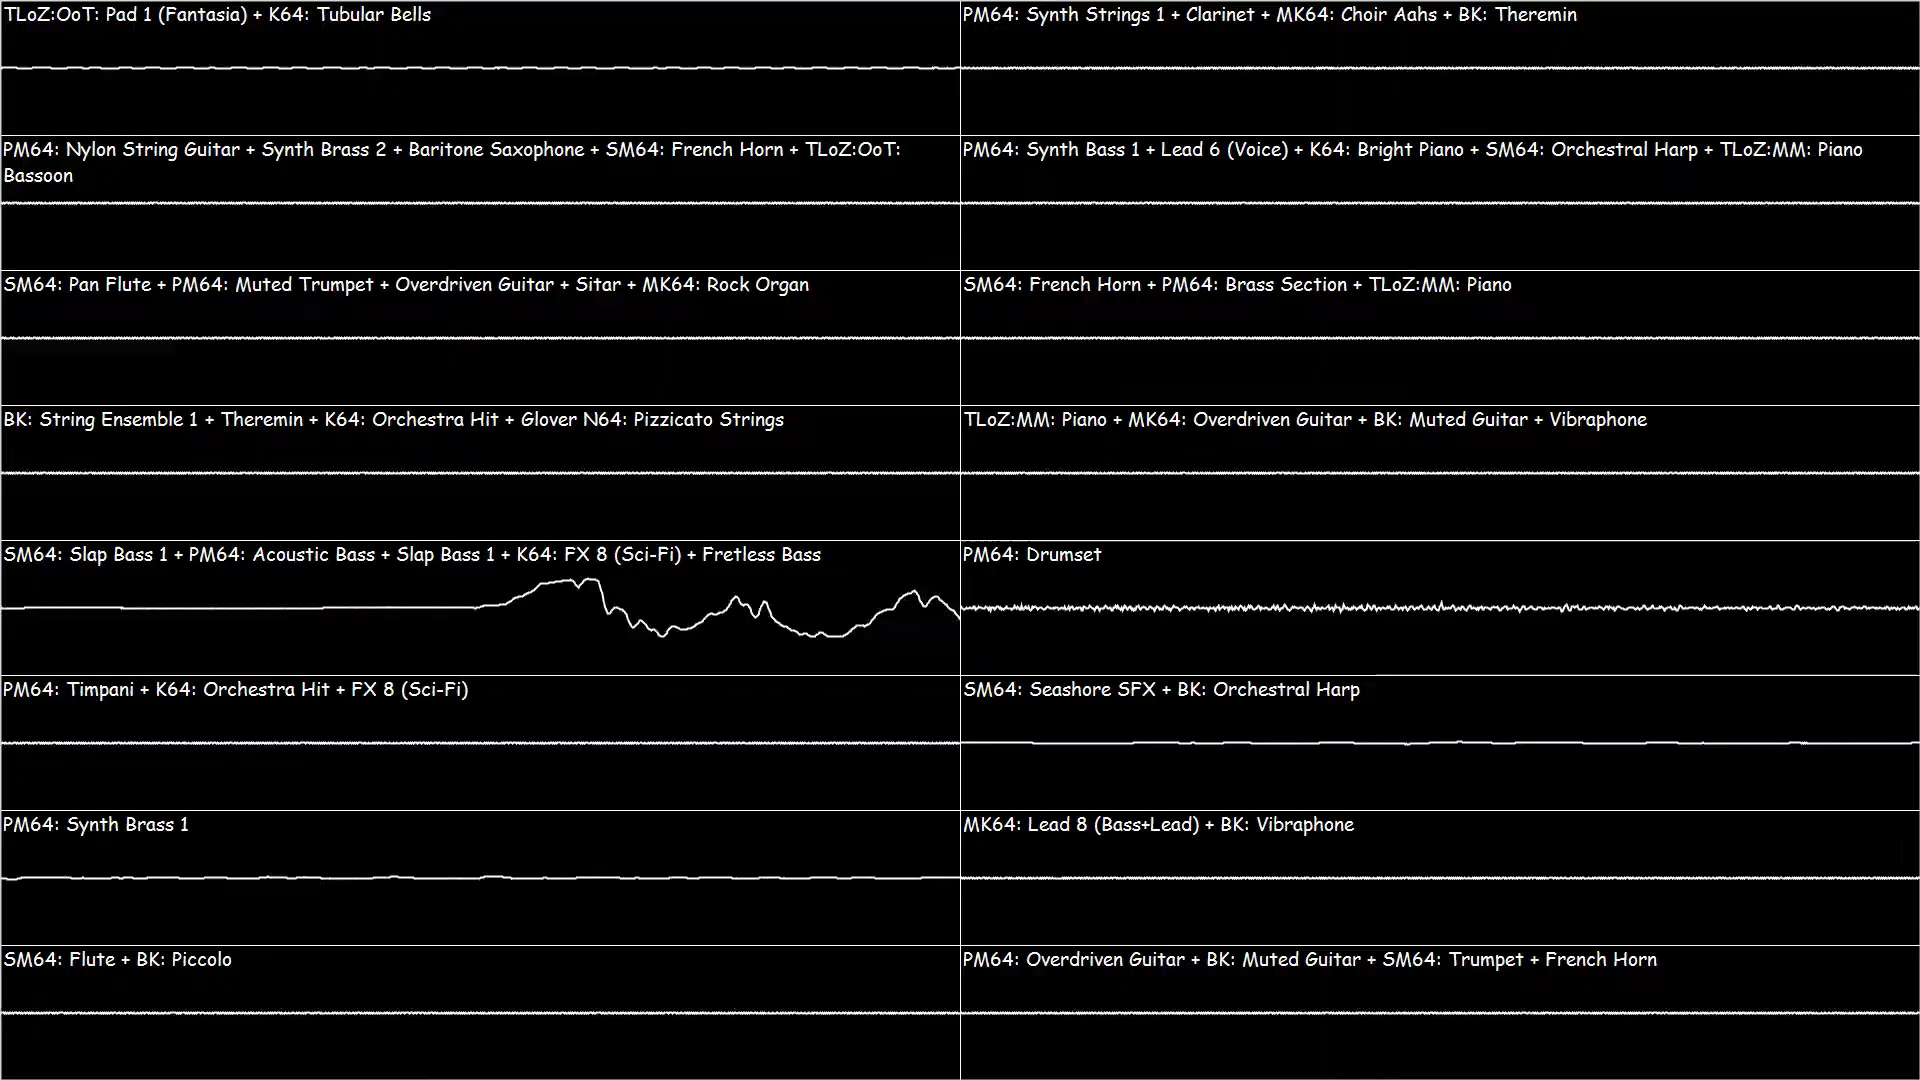 TLoZ:OoT: Pad 1 (Fantasia) + K64: Tubular Bells
PM64: Synth Strings 1 + Clarinet + MK64: Choir Aahs + BK: Theremin
PM64: Nylon String Guitar + Synth Brass 2 + Baritone Saxophone + SM64: French Horn + TLoZ:OoT:
Bassoon
PM64: Synth Bass 1 + Lead 6 (Voice) + K64: Bright Piano + SM64: Orchestral Harp + TLoZ:MM: Piano
SM64: Pan Flute + PM64: Muted Trumpet + Overdriven Guitar + Sitar + MK64: Rock Organ
SM64: French Horn + PM64: Brass Section + TLoZ:MM: Piano
BK: String Ensemble 1 + Theremin + K64: Orchestra Hit + Glover N64: Pizzicato Strings
TLoZ:MM: Piano + MK64: Overdriven Guitar + BK: Muted Guitar + Vibraphone
SM64: Slap Bass 1 + PM64: Acoustic Bass + Slap Bass 1 + K64: FX 8 (Sci-Fi) + Fretless Bass
PM64: Drumset
PM64: Timpani + K64: Orchestra Hit + FX 8 (Sci-Fi)
SM64: Seashore SFX + BK: Orchestral Harp
PM64: Synth Brass 1
MK64: Lead 8 (Bass+Lead) + BK: Vibraphone
SM64: Flute + BK: Piccolo
PM64: Overdriven Guitar + BK: Muted Guitar + SM64: Trumpet + French Horn